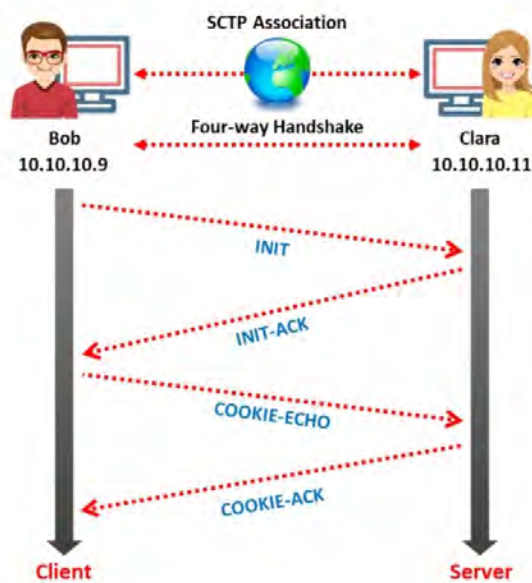 SCTP Association
Four-way Handshake
Bob
10.10.10.9
Clara
10.10.10.11
INIT
INIT-ACK
COOKIE-ECHO
COOKIE-ACK
Client
Server